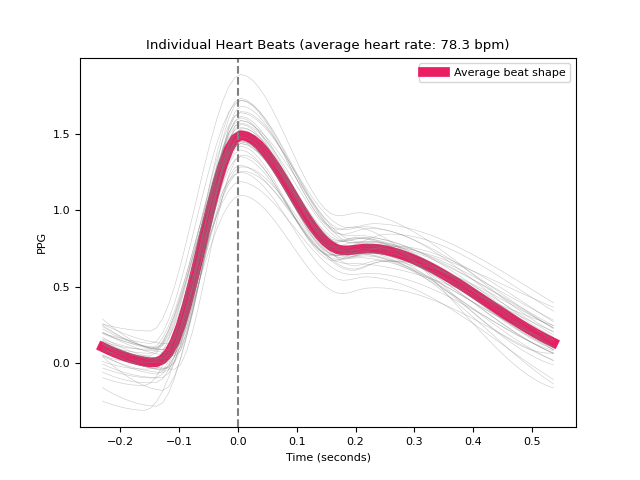 Individual Heart Beats (average heart rate: 78.3 bpm)
Average beat shape
PPG
1.5
1.0
0.5
0.0
−0.2 −0.1 0.0 0.1 0.2 0.3 0.4 0.5
Time (seconds)